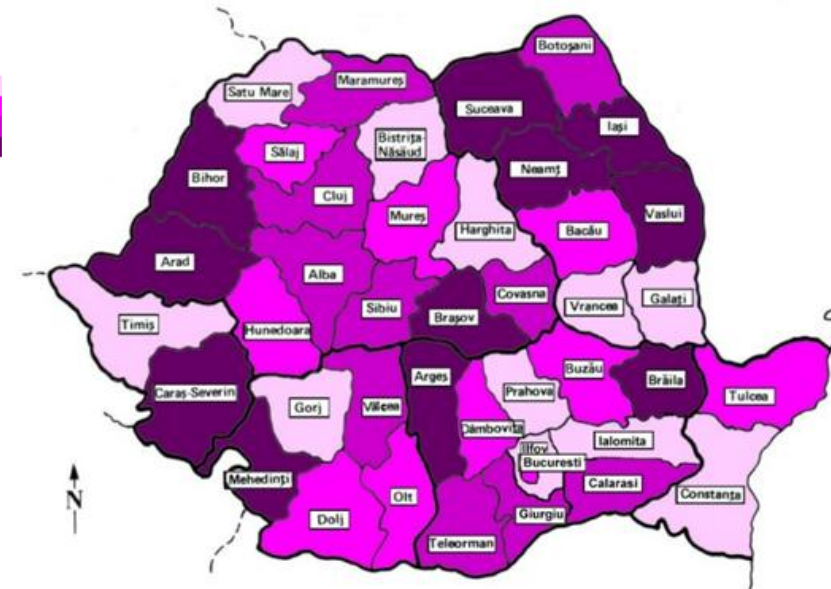 Botoșani
Satu Mare
Maramureș
Suceava
Iași
Bistrița-
Năsăud
Sălaj
Neamț
Bihor
Cluj
Vaslui
Mureș
Harghita
Bacău
Arad
Alba
Covasna
Sibiu
Vrancea
Galați
Timiș
Hunedoara
Brașov
Argeș
Buzău
Prahova
Brăila
Caraș-Severin
Gorj
Vâlcea
Tulcea
Dâmbovița
Ialomita
Ilfov
Bucuresti
Mehedinți
Calarasi
Constanța
Olt
N
Dolj
Giurgiu
Teleorman